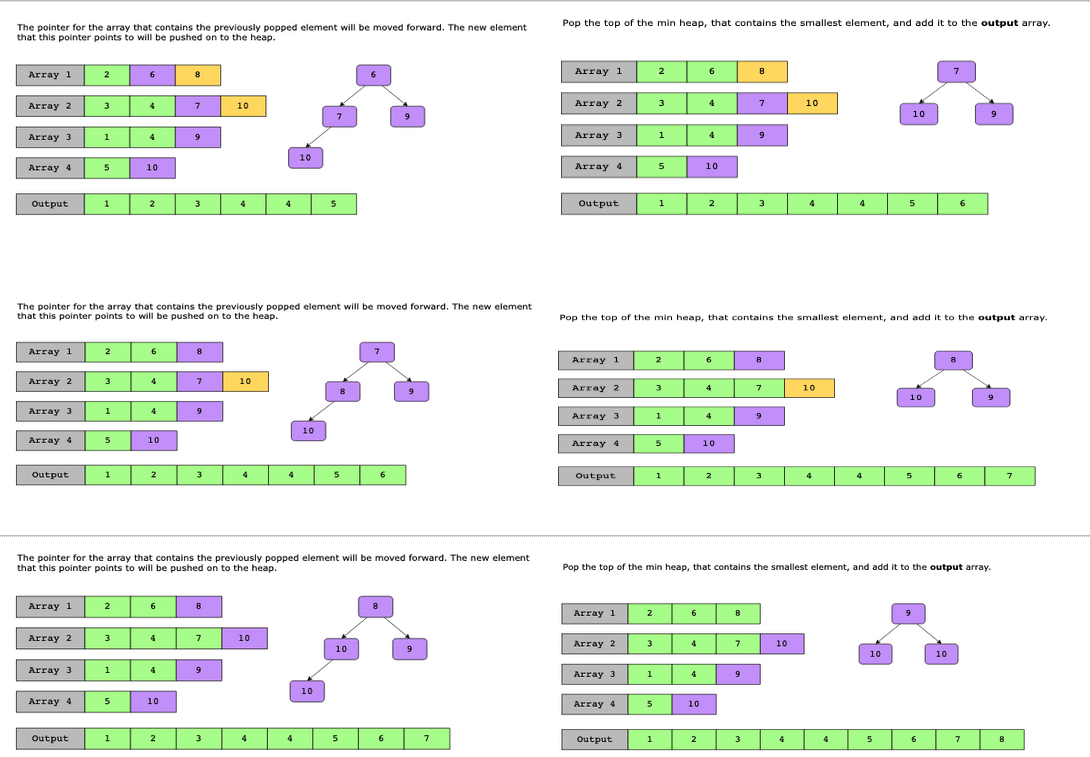 The pointer for the array that contains the previously popped element will be moved forward. The new element
that this pointer points to will be pushed on to the heap.
Array 1 2 6 8
Array 2 3 4 7 10
Array 3 1 4 9
Array 4 5 10
Output 1 2 3 4 4 5
6
7 9
10
Pop the top of the min heap, that contains the smallest element, and add it to the output array.
Array 1 2 6 8
Array 2 3 4 7 10
Array 3 1 4 9
Array 4 5 10
Output 1 2 3 4 4 5 6
7
10 9
The pointer for the array that contains the previously popped element will be moved forward. The new element
that this pointer points to will be pushed on to the heap.
Array 1 2 6 8
Array 2 3 4 7 10
Array 3 1 4 9
Array 4 5 10
Output 1 2 3 4 4 5 6
7
8 9
10
Pop the top of the min heap, that contains the smallest element, and add it to the output array.
Array 1 2 6 8
Array 2 3 4 7 10
Array 3 1 4 9
Array 4 5 10
Output 1 2 3 4 4 5 6 7
8
10 9
The pointer for the array that contains the previously popped element will be moved forward. The new element
that this pointer points to will be pushed on to the heap.
Array 1 2 6 8
Array 2 3 4 7 10
Array 3 1 4 9
Array 4 5 10
Output 1 2 3 4 4 5 6 7
8
10 9
10
Pop the top of the min heap, that contains the smallest element, and add it to the output array.
Array 1 2 6 8
Array 2 3 4 7 10
Array 3 1 4 9
Array 4 5 10
Output 1 2 3 4 4 5 6 7 8
9
10 10